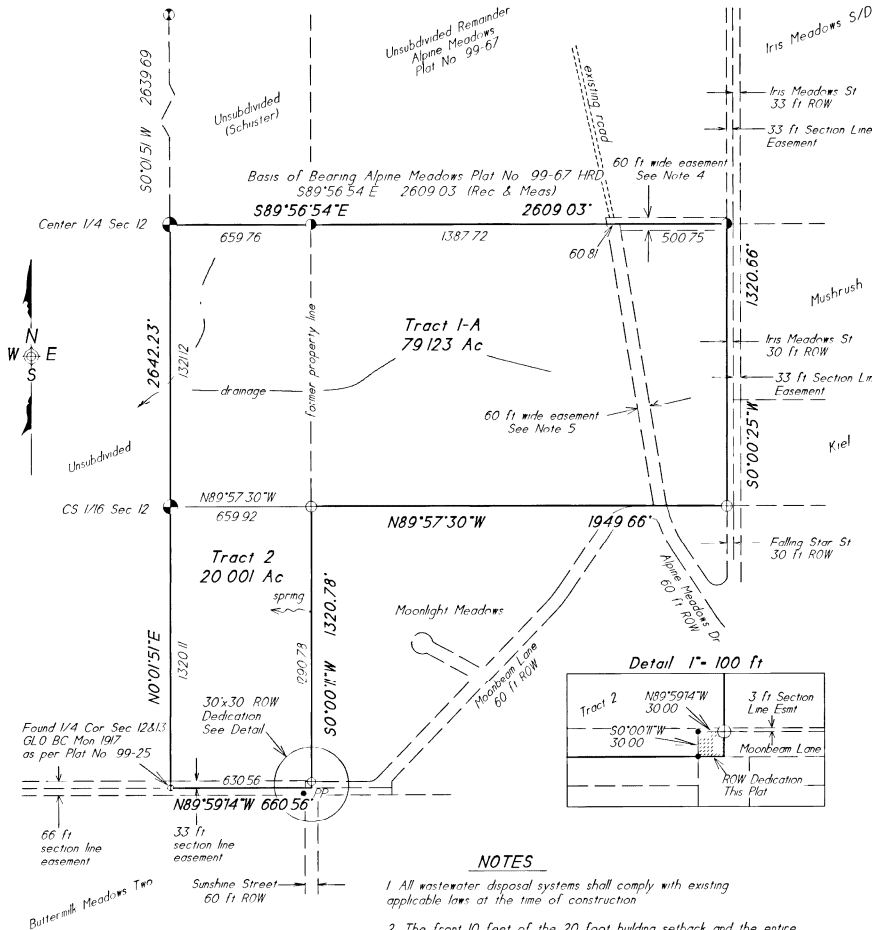 Iris Meadows S/D
Unsubdivided Remainder
Alpine Meadows
Plat No 99-67
S0°01'51"W 2639 69
Unsubdivided
(Schuster)
existing road
Iris Meadows St
33 ft ROW
33 ft Section Line
Easement
Basis of Bearing Alpine Meadows Plat No 99-67 HRD
S89°56'54"E 2609 03 (Rec & Meas)
60 ft wide easement
See Note 4
S89°56'54"E 2609 03'
Center 1/4 Sec 12
659 76
1387 72
60 81
500 75
N
W E
S
2642.23'
1321 12
former property line
Tract 1-A
79 123 Ac
drainage
1320.66'
Mushrush
Iris Meadows St
30 ft ROW
33 ft Section Lin
Easement
60 ft wide easement
See Note 5
S0°00'25"W
Kiel
Unsubdivided
CS 1/16 Sec 12
N89°57'30"W
659 92
N89°57'30"W 1949 66'
Falling Star St
30 ft ROW
Tract 2
20 001 Ac
spring
Moonlight Meadows
Alpine Meadows Dr
60 ft ROW
N0°01'51"E
1320 11
1290 78
S0°00'11"W 1320.78'
Moonbeam Lane
60 ft ROW
30'x30 ROW
Dedication
See Detail
Found 1/4 Cor Sec 12&13
GLO BC Mon 1917
as per Plat No 99-25
630 56
N89°59'14"W 660 56'
PP
66 ft
section line
easement
33 ft
section line
easement
Sunshine Street
60 ft ROW
Buttermilk Meadows Two
Detail 1"= 100 ft
Tract 2
N89°59'14"W
30 00
S0°00'11"W
30 00
3 ft Section
Line Esmt
Moonbeam Lane
ROW Dedication
This Plat
NOTES
1 All wastewater disposal systems shall comply with existing
applicable laws at the time of construction
2 The front 10 feet of the 20 foot building setback and the entire